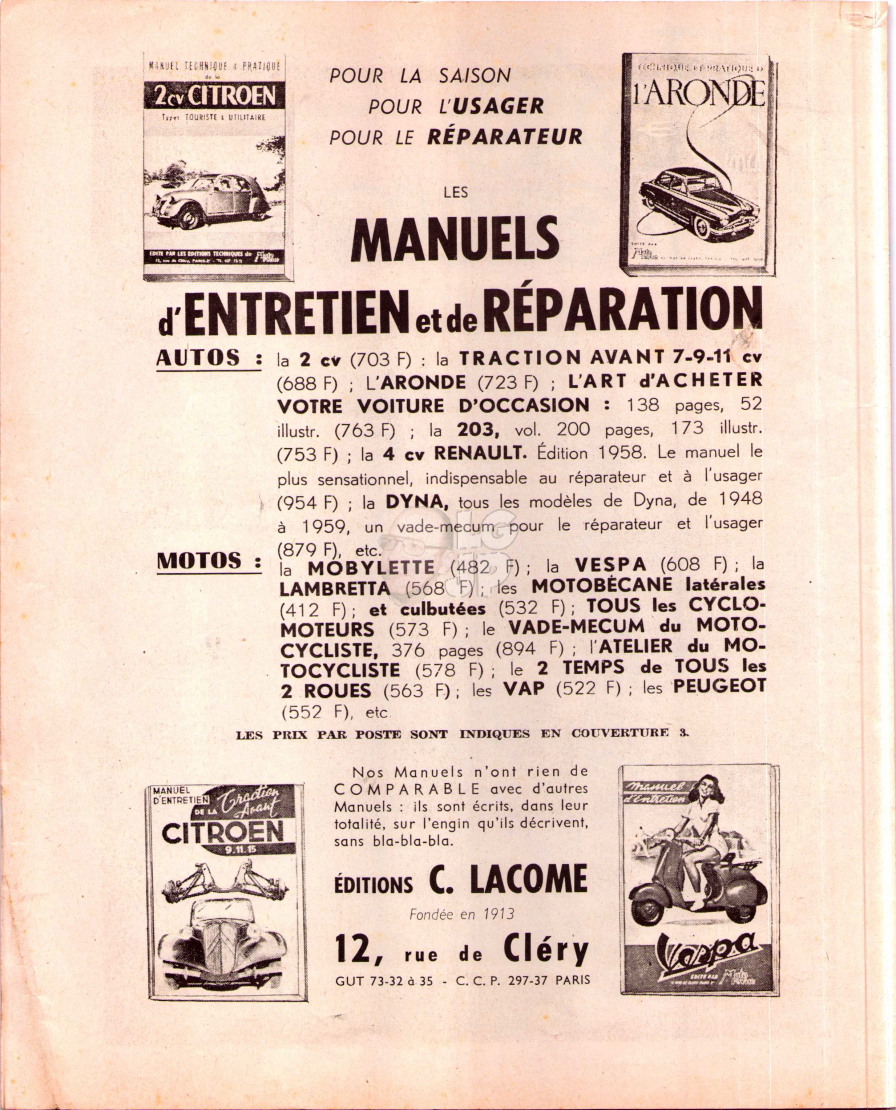 MANUEL TECHNIQUE & PRATIQUE
de la
2cv CITROEN
Types TOURISTE & UTILITAIRE
EDITE PAR LES EDITIONS TECHNIQUES de
POUR LA SAISON
POUR L'USAGER
POUR LE RÉPARATEUR
l'ARONDE
LES
MANUELS
d'ENTRETIEN et de RÉPARATION
AUTOS : la 2 cv (703 F) : la TRACTION AVANT 7-9-11 cv
(688 F) ; L'ARONDE (723 F) ; L'ART d'ACHETER
VOTRE VOITURE D'OCCASION : 138 pages, 52
illustr. (763 F) ; la 203, vol. 200 pages, 173 illustr.
(753 F) ; la 4 cv RENAULT. Édition 1958. Le manuel le
plus sensationnel, indispensable au réparateur et à l'usager
(954 F) ; la DYNA, tous les modèles de Dyna, de 1948
à 1959, un vade-mecum pour le réparateur et l'usager
(879 F), etc.
MOTOS : la MOBYLETTE (482 F) ; la VESPA (608 F) ; la
LAMBRETTA (568 F) ; les MOTOBÉCANE latérales
(412 F) ; et culbutées (532 F) ; TOUS les CYCLO-
MOTEURS (573 F) ; le VADE-MECUM du MOTO-
CYCLISTE, 376 pages (894 F) ; l'ATELIER du MO-
TOCYCLISTE (578 F) ; le 2 TEMPS de TOUS les
2 ROUES (563 F) ; les VAP (522 F) ; les PEUGEOT
(552 F), etc.
LES PRIX PAR POSTE SONT INDIQUES EN COUVERTURE 3.
MANUEL
D'ENTRETIEN
DE LA Traction
Avant
CITROEN
9.11.15
Nos Manuels n'ont rien de
COMPARABLE avec d'autres
Manuels : ils sont écrits, dans leur
totalité, sur l'engin qu'ils décrivent,
sans bla-bla-bla.
ÉDITIONS C. LACOME
Fondée en 1913
12, rue de Cléry
GUT 73-32 à 35 - C. C. P. 297-37 PARIS
manuel
d'entretien
Vespa
EDITE PAR